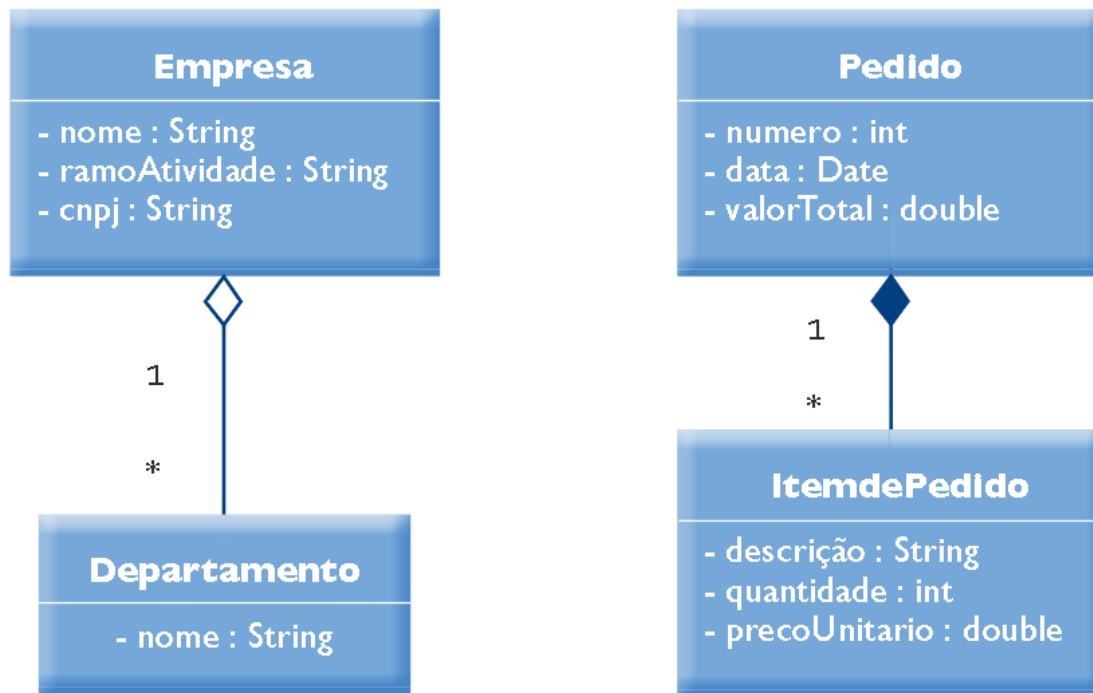 Empresa
- nome : String
- ramoAtividade : String
- cnpj : String
1
*
Departamento
- nome : String
Pedido
- numero : int
- data : Date
- valorTotal : double
1
*
ItemdePedido
- descrição : String
- quantidade : int
- precoUnitario : double